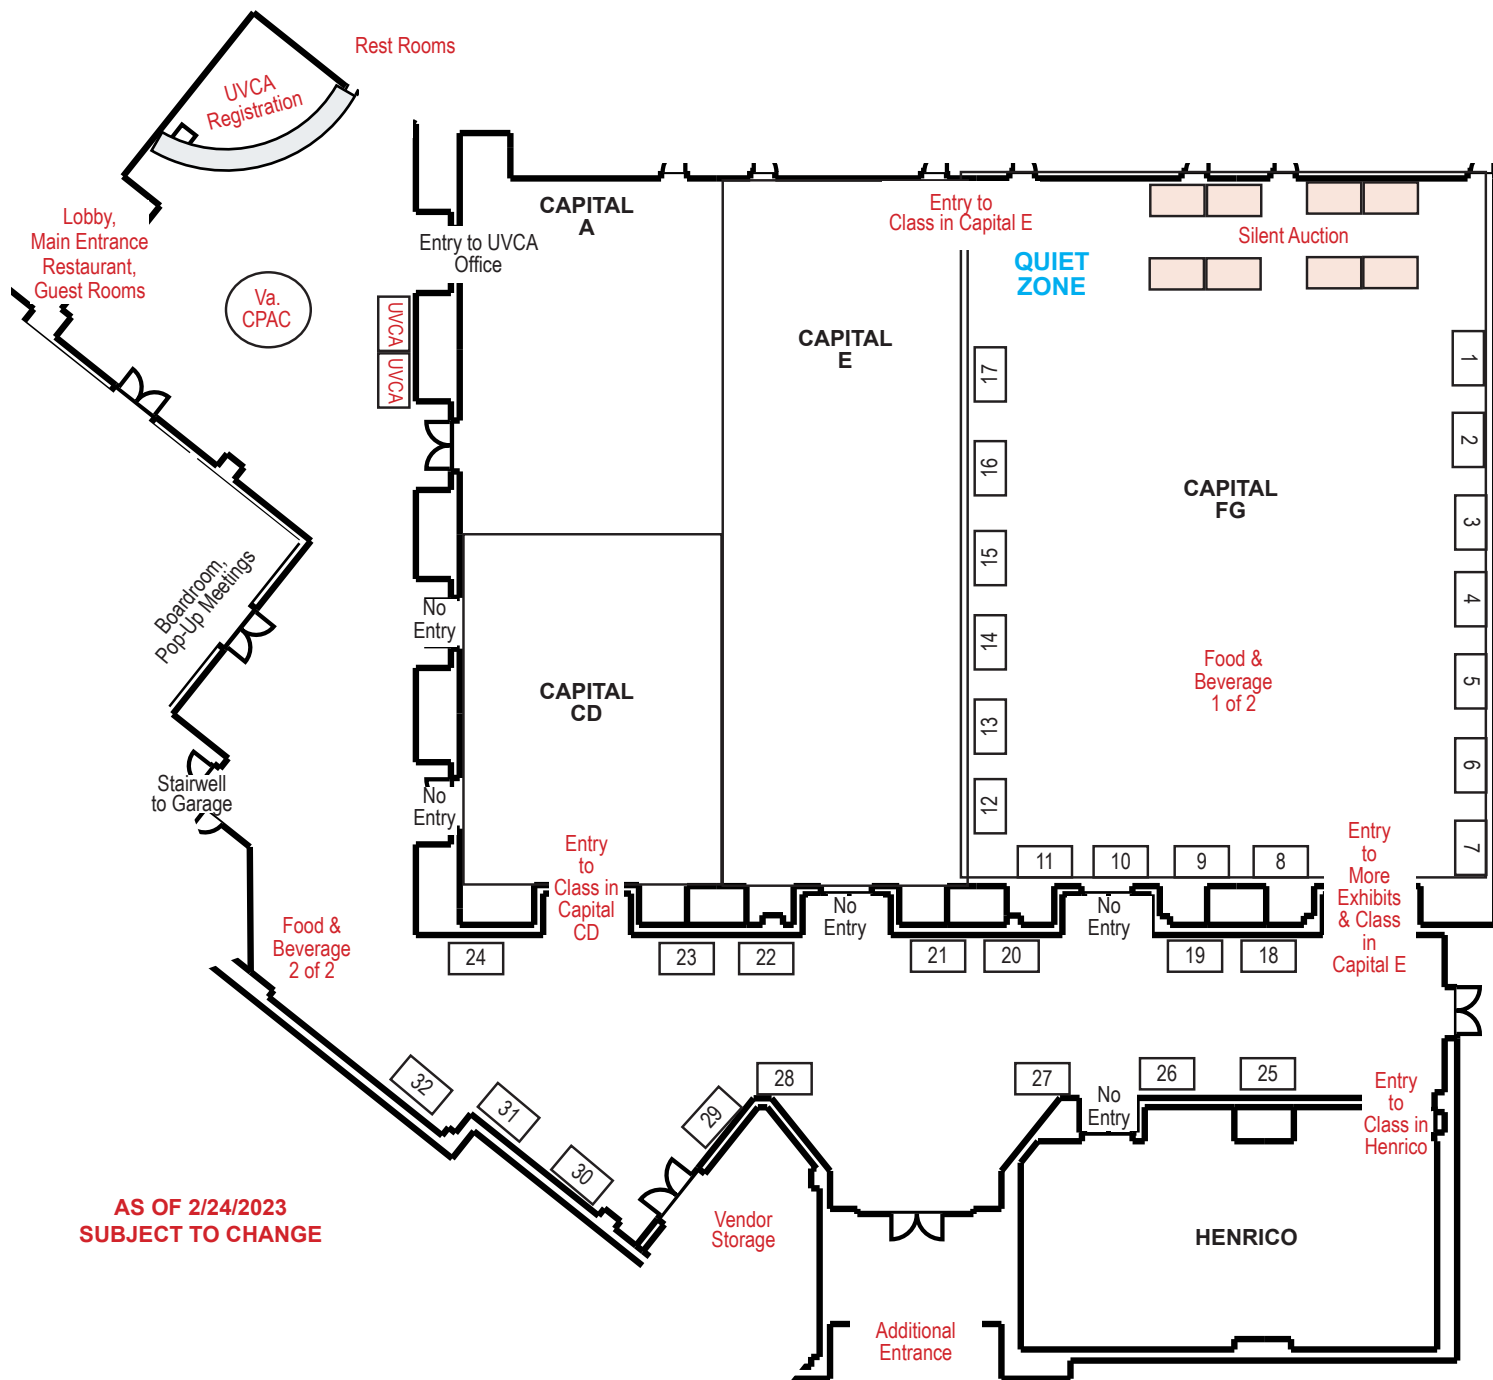 Rest Rooms
UVCA
Registration
Lobby,
Main Entrance
Restaurant,
Guest Rooms
Va.
CPAC
UVCA
UVCA
Entry to UVCA
Office
CAPITAL
A
Entry to
Class in Capital E
QUIET
ZONE
Silent Auction
CAPITAL
E
CAPITAL
FG
1
2
3
4
5
6
7
17
16
15
14
13
12
Food &
Beverage
1 of 2
Boardroom,
Pop-Up Meetings
No
Entry
CAPITAL
CD
Stairwell
to Garage
No
Entry
Entry
to
Class in
Capital
CD
11
10
9
8
Entry
to
More
Exhibits
& Class
in
Capital E
No
Entry
No
Entry
Food &
Beverage
2 of 2
24
23
22
21
20
19
18
32
31
30
29
28
27
26
25
No
Entry
Entry
to
Class in
Henrico
Vendor
Storage
HENRICO
AS OF 2/24/2023
SUBJECT TO CHANGE
Additional
Entrance